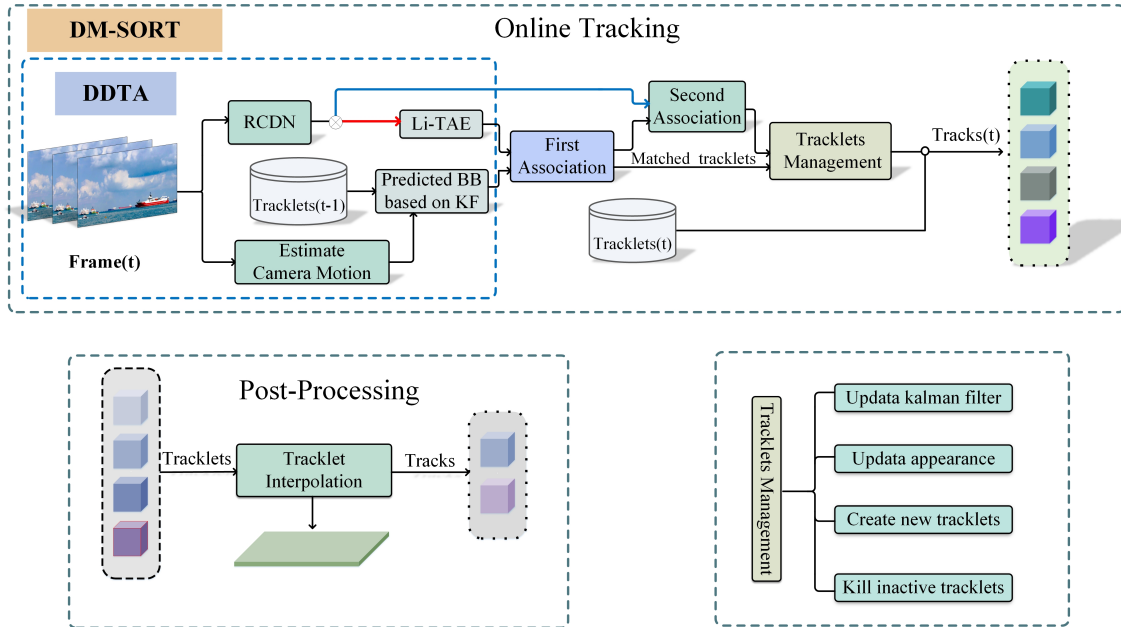 DM-SORT
Online Tracking
DDTA
RCDN
Li-TAE
Second
Association
First
Association
Matched tracklets
Tracklets
Management
Tracks(t)
Tracklets(t-1)
Predicted BB
based on KF
Tracklets(t)
Frame(t)
Estimate
Camera Motion
Post-Processing
Tracklets
Tracklet
Interpolation
Tracks
Tracklets Management
Updata kalman filter
Updata appearance
Create new tracklets
Kill inactive tracklets